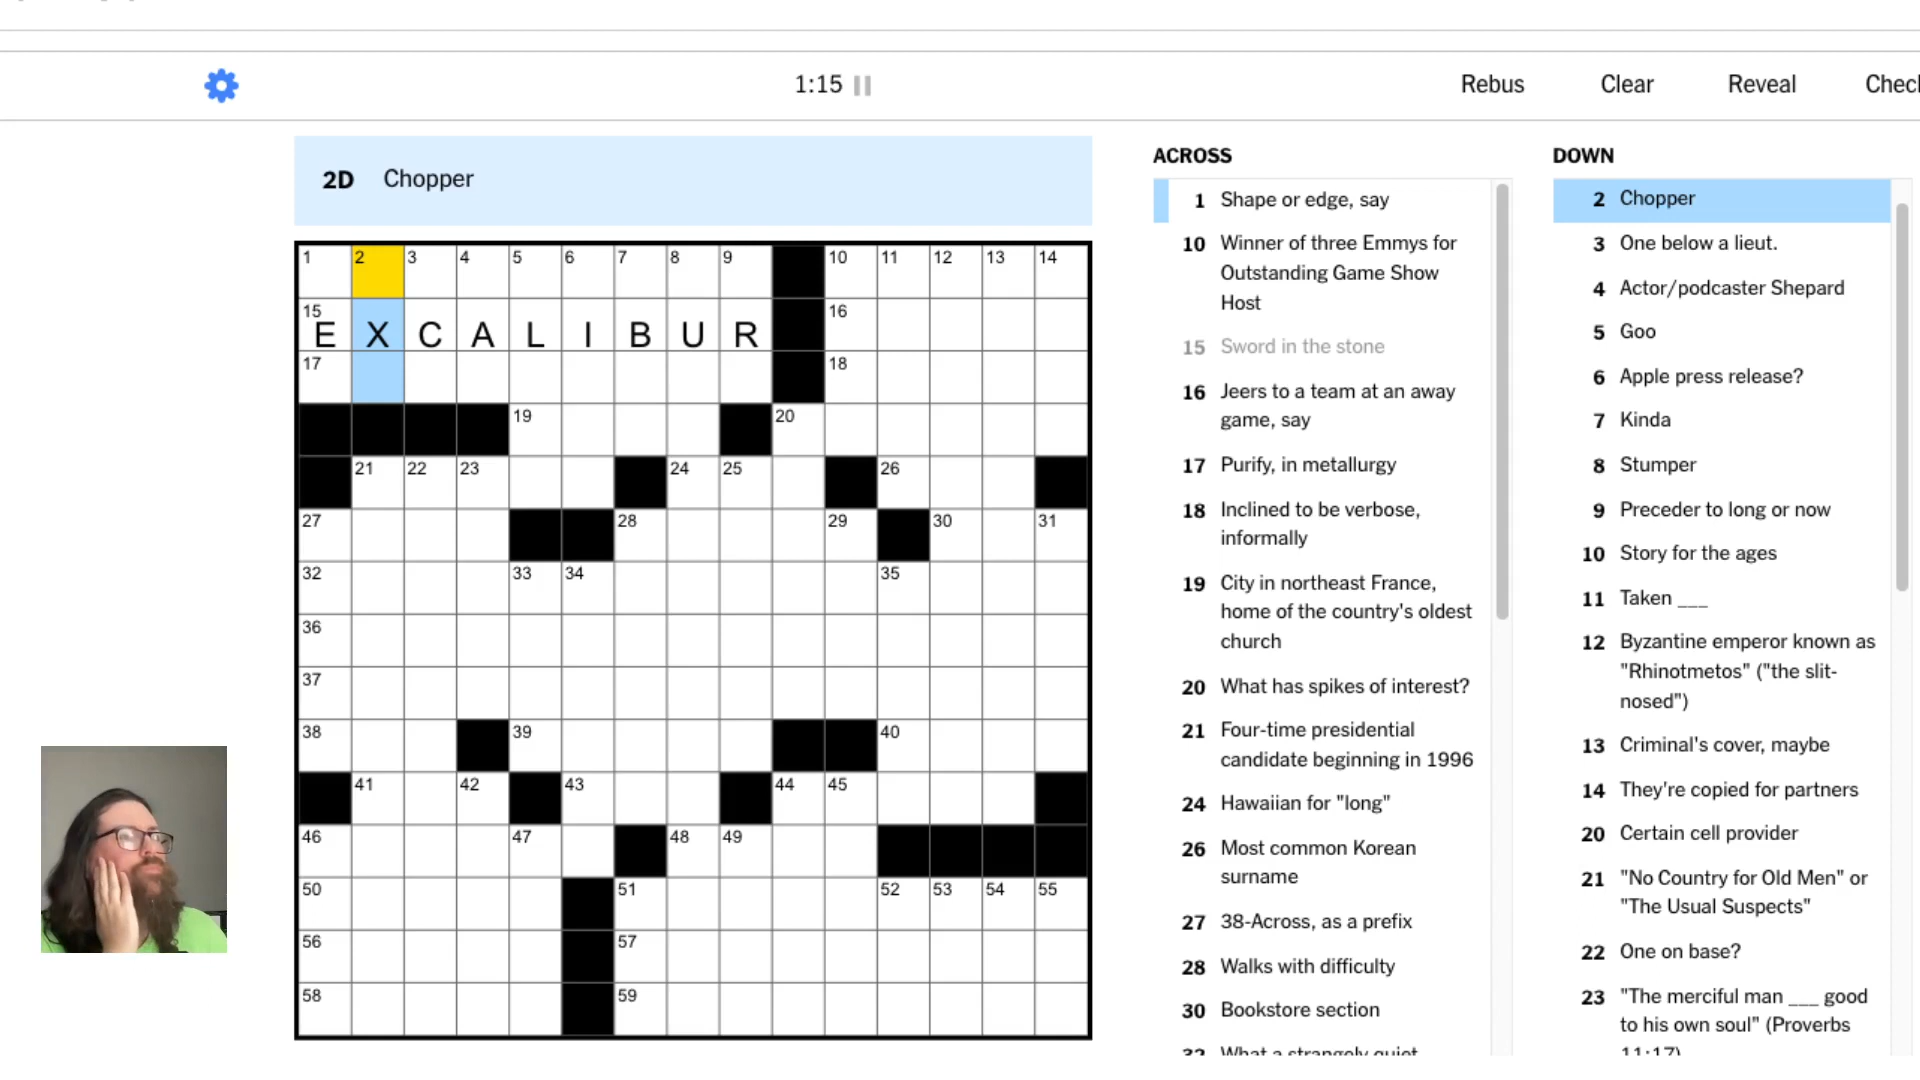 1:15
Rebus Clear Reveal
2D Chopper
1 2 3 4 5 6 7 8 9 10 11 12 13 14
15 E X C A L I B U R 16
17 18
19 20
21 22 23 24 25 26
27 28 29 30 31
32 33 34 35
36
37
38 39 40
41 42 43 44 45
46 47 48 49
50 51 52 53 54 55
56 57
58 59
ACROSS
1 Shape or edge, say
10 Winner of three Emmys for
Outstanding Game Show
Host
15 Sword in the stone
16 Jeers to a team at an away
game, say
17 Purify, in metallurgy
18 Inclined to be verbose,
informally
19 City in northeast France,
home of the country's oldest
church
20 What has spikes of interest?
21 Four-time presidential
candidate beginning in 1996
24 Hawaiian for "long"
26 Most common Korean
surname
27 38-Across, as a prefix
28 Walks with difficulty
30 Bookstore section
32 What a strangely quiet
DOWN
2 Chopper
3 One below a lieut.
4 Actor/podcaster Shepard
5 Goo
6 Apple press release?
7 Kinda
8 Stumper
9 Preceder to long or now
10 Story for the ages
11 Taken ___
12 Byzantine emperor known as
"Rhinotmetos" ("the slit-
nosed")
13 Criminal's cover, maybe
14 They're copied for partners
20 Certain cell provider
21 "No Country for Old Men" or
"The Usual Suspects"
22 One on base?
23 "The merciful man ___ good
to his own soul" (Proverbs
11:17)